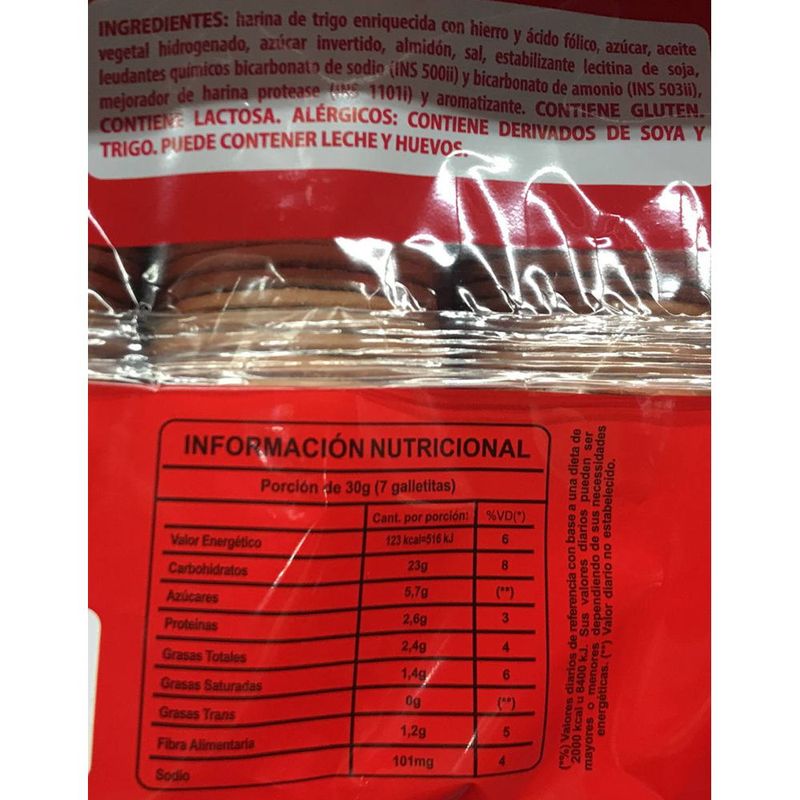 INGREDIENTES: harina de trigo enriquecida con hierro y ácido fólico, azúcar, aceite
vegetal hidrogenado, azúcar invertido, almidón, sal, estabilizante lecitina de soja,
leudantes químicos bicarbonato de sodio (INS 500ii) y bicarbonato de amonio (INS 503ii),
mejorador de harina protease (INS 1101i) y aromatizante. CONTIENE GLUTEN.
CONTIENE LACTOSA. ALÉRGICOS: CONTIENE DERIVADOS DE SOYA Y
TRIGO. PUEDE CONTENER LECHE Y HUEVOS.
INFORMACIÓN NUTRICIONAL
Porción de 30g (7 galletitas)
Cant. por porción: %VD(*)
Valor Energético 123 kcal=516 kJ 6
Carbohidratos 23g 8
Azúcares 5,7g (**)
Proteinas 2,6g 3
Grasas Totales 2,4g 4
Grasas Saturadas 1,4g 6
Grasas Trans 0g (**)
Fibra Alimentaria 1,2g 5
Sodio 101mg 4
(*%) Valores diarios de referencia con base a una dieta de
2000 kcal u 8400 kJ. Sus valores diarios pueden ser
mayores o menores dependiendo de sus necessidades
energéticas. (**) Valor diario no establecido.